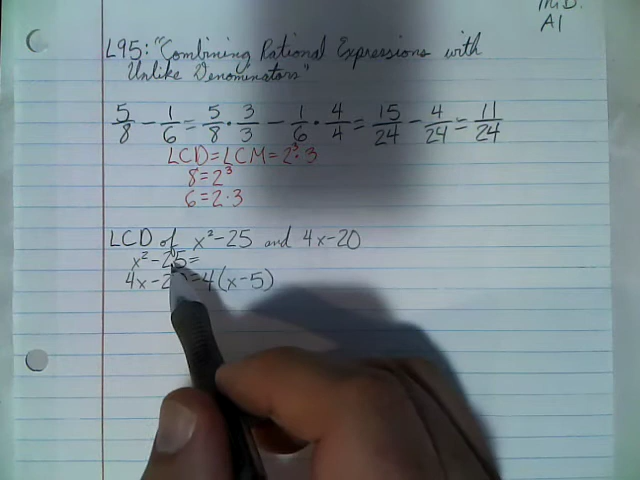 M.D.
A1
L95: "Combining Rational Expressions with
Unlike Denominators"
5/8 - 1/6 = 5/8 · 3/3 - 1/6 · 4/4 = 15/24 - 4/24 = 11/24
LCD = LCM = 2³ · 3
8 = 2³
6 = 2 · 3
LCD of x² - 25 and 4x - 20
x² - 25 =
4x - 2 = 4(x - 5)